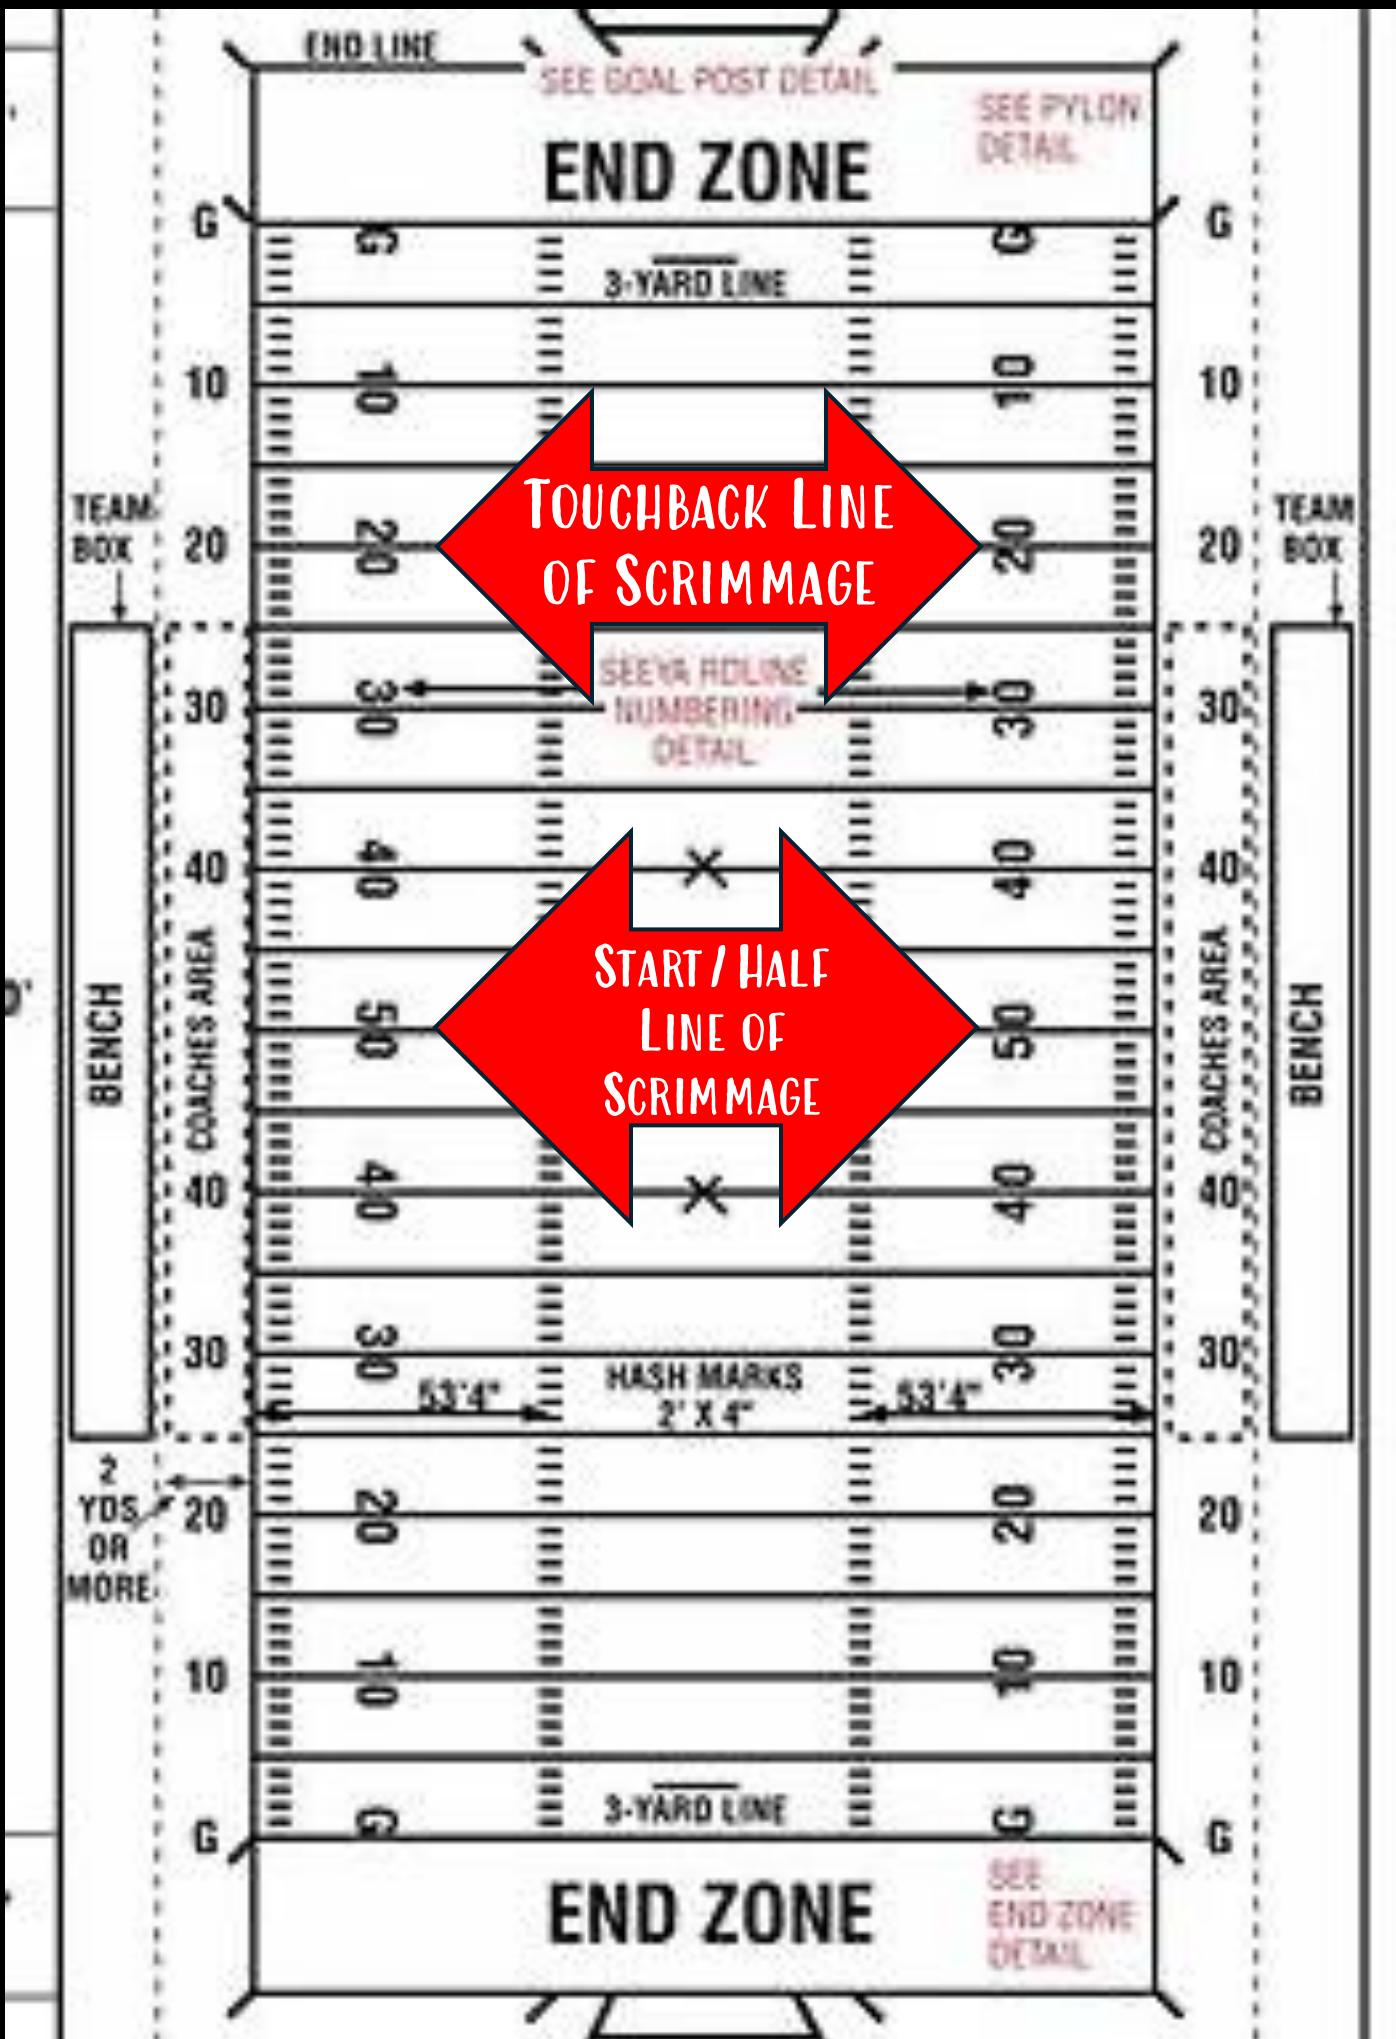 END LINE
SEE GOAL POST DETAIL
SEE PYLON
DETAIL
END ZONE
G G
G G
3-YARD LINE
10 10 10 10
TOUCHBACK LINE
OF SCRIMMAGE
TEAM
BOX
TEAM
BOX
20 20 20 20
SEEYA RDLINE
NUMBERING
DETAIL
30 30 30 30
40 40 40 40
START / HALF
LINE OF
SCRIMMAGE
BENCH
COACHES AREA
50 50
COACHES AREA
BENCH
40 40 40 40
30 30 30 30
HASH MARKS
2' X 4"
53'4"
53'4"
2
YDS
OR
MORE
20 20 20 20
10 10 10 10
3-YARD LINE
G G G G
END ZONE
SEE
END ZONE
DETAIL